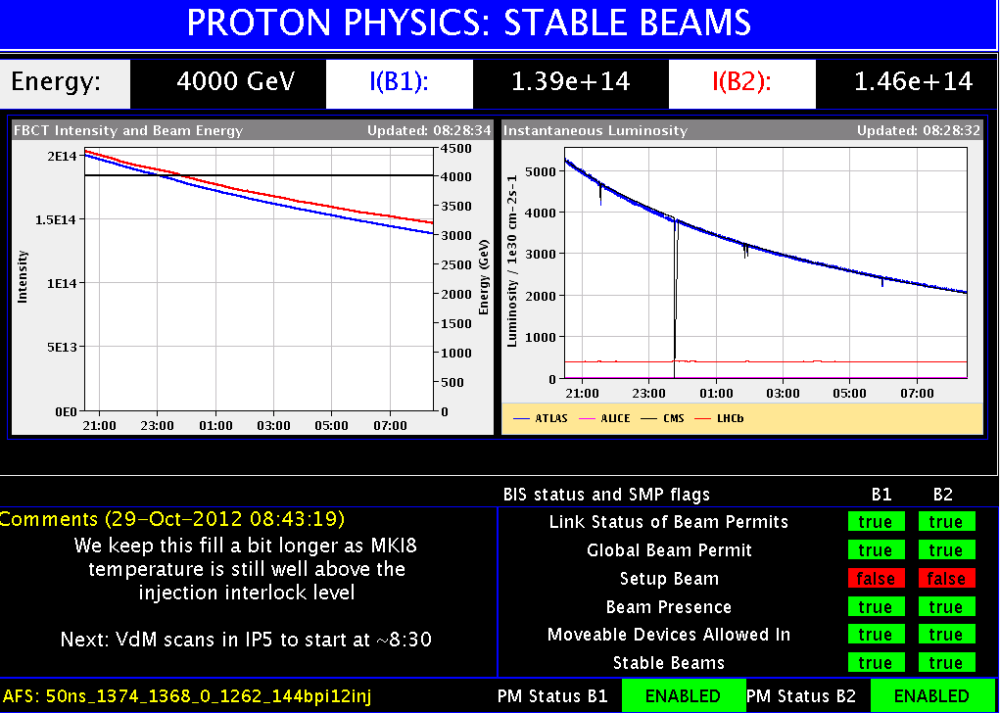 PROTON PHYSICS: STABLE BEAMS
Energy: 4000 GeV I(B1): 1.39e+14 I(B2): 1.46e+14
FBCT Intensity and Beam Energy Updated: 08:28:34
2E14
1.5E14
1E14
5E13
0E0
Intensity
4500
4000
3500
3000
2500
2000
1500
1000
500
0
Energy (GeV)
21:00 23:00 01:00 03:00 05:00 07:00
Instantaneous Luminosity Updated: 08:28:32
5000
4000
3000
2000
1000
0
Luminosity / 1e30 cm-2s-1
21:00 23:00 01:00 03:00 05:00 07:00
ATLAS ALICE CMS LHCb
Comments (29-Oct-2012 08:43:19)
We keep this fill a bit longer as MKI8
temperature is still well above the
injection interlock level
Next: VdM scans in IP5 to start at ~8:30
BIS status and SMP flags B1 B2
Link Status of Beam Permits true true
Global Beam Permit true true
Setup Beam false false
Beam Presence true true
Moveable Devices Allowed In true true
Stable Beams true true
AFS: 50ns_1374_1368_0_1262_144bpi12inj
PM Status B1 ENABLED PM Status B2 ENABLED